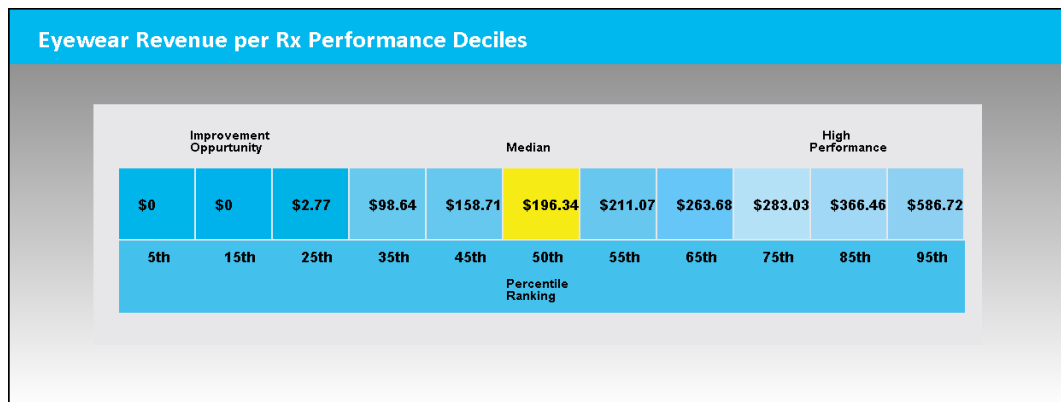 Eyewear Revenue per Rx Performance Deciles
Improvement
Oppurtunity
Median
High
Performance
$0 $0 $2.77 $98.64 $158.71 $196.34 $211.07 $263.68 $283.03 $366.46 $586.72
5th 15th 25th 35th 45th 50th 55th 65th 75th 85th 95th
Percentile
Ranking